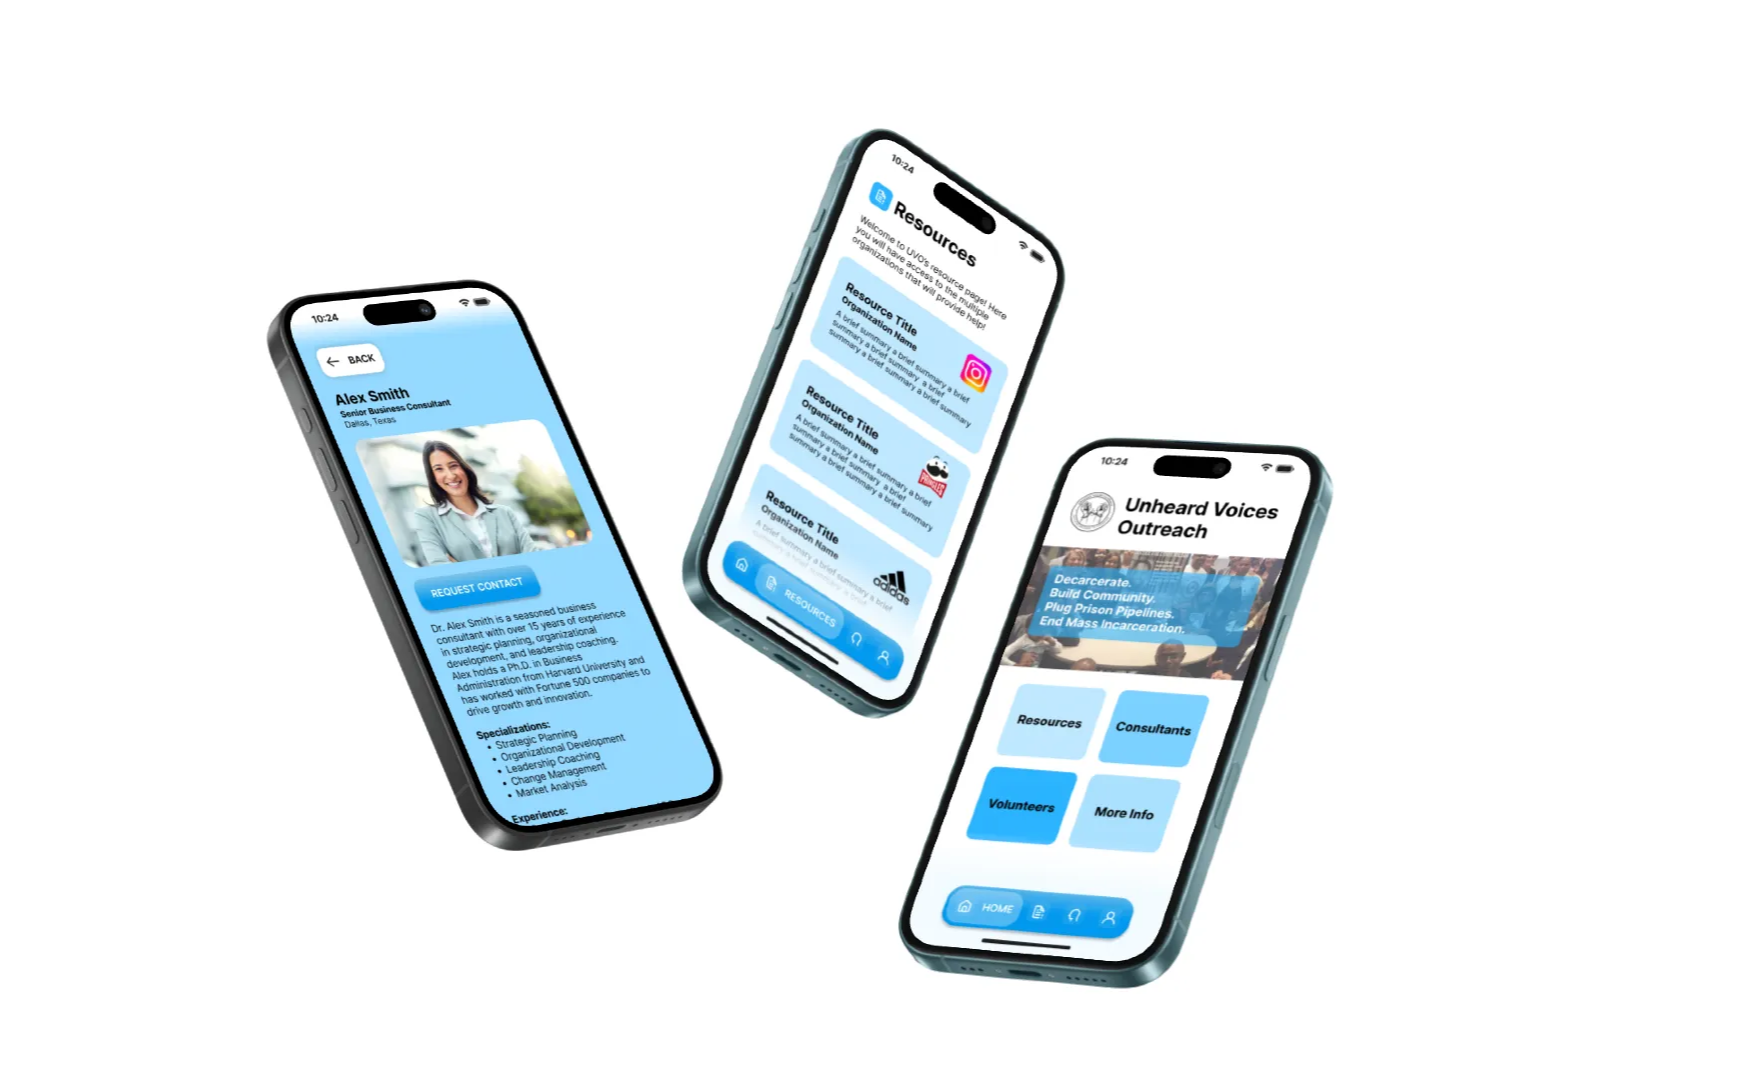 10:24
BACK
Alex Smith
Senior Business Consultant
Dallas, Texas
REQUEST CONTACT
Dr. Alex Smith is a seasoned business
consultant with over 15 years of experience
in strategic planning, organizational
development, and leadership coaching.
Alex holds a Ph.D. in Business
Administration from Harvard University and
has worked with Fortune 500 companies to
drive growth and innovation.
Specializations:
• Strategic Planning
• Organizational Development
• Leadership Coaching
• Change Management
• Market Analysis
Experience:
10:24
Resources
Welcome to UVO's resource page! Here
you will have access to the multiple
organizations that will provide help!
Resource Title
Organization Name
A brief summary a brief summary a brief
summary a brief summary a brief
summary a brief summary a brief summary
Resource Title
Organization Name
A brief summary a brief summary a brief
summary a brief summary a brief
summary a brief summary a brief summary
PRINGLES
Resource Title
Organization Name
A brief summary a brief summary a brief
summary a brief summary a brief
adidas
RESOURCES
10:24
Unheard Voices
Outreach
Decarcerate.
Build Community.
Plug Prison Pipelines.
End Mass Incarceration.
Resources
Consultants
Volunteers
More Info
HOME